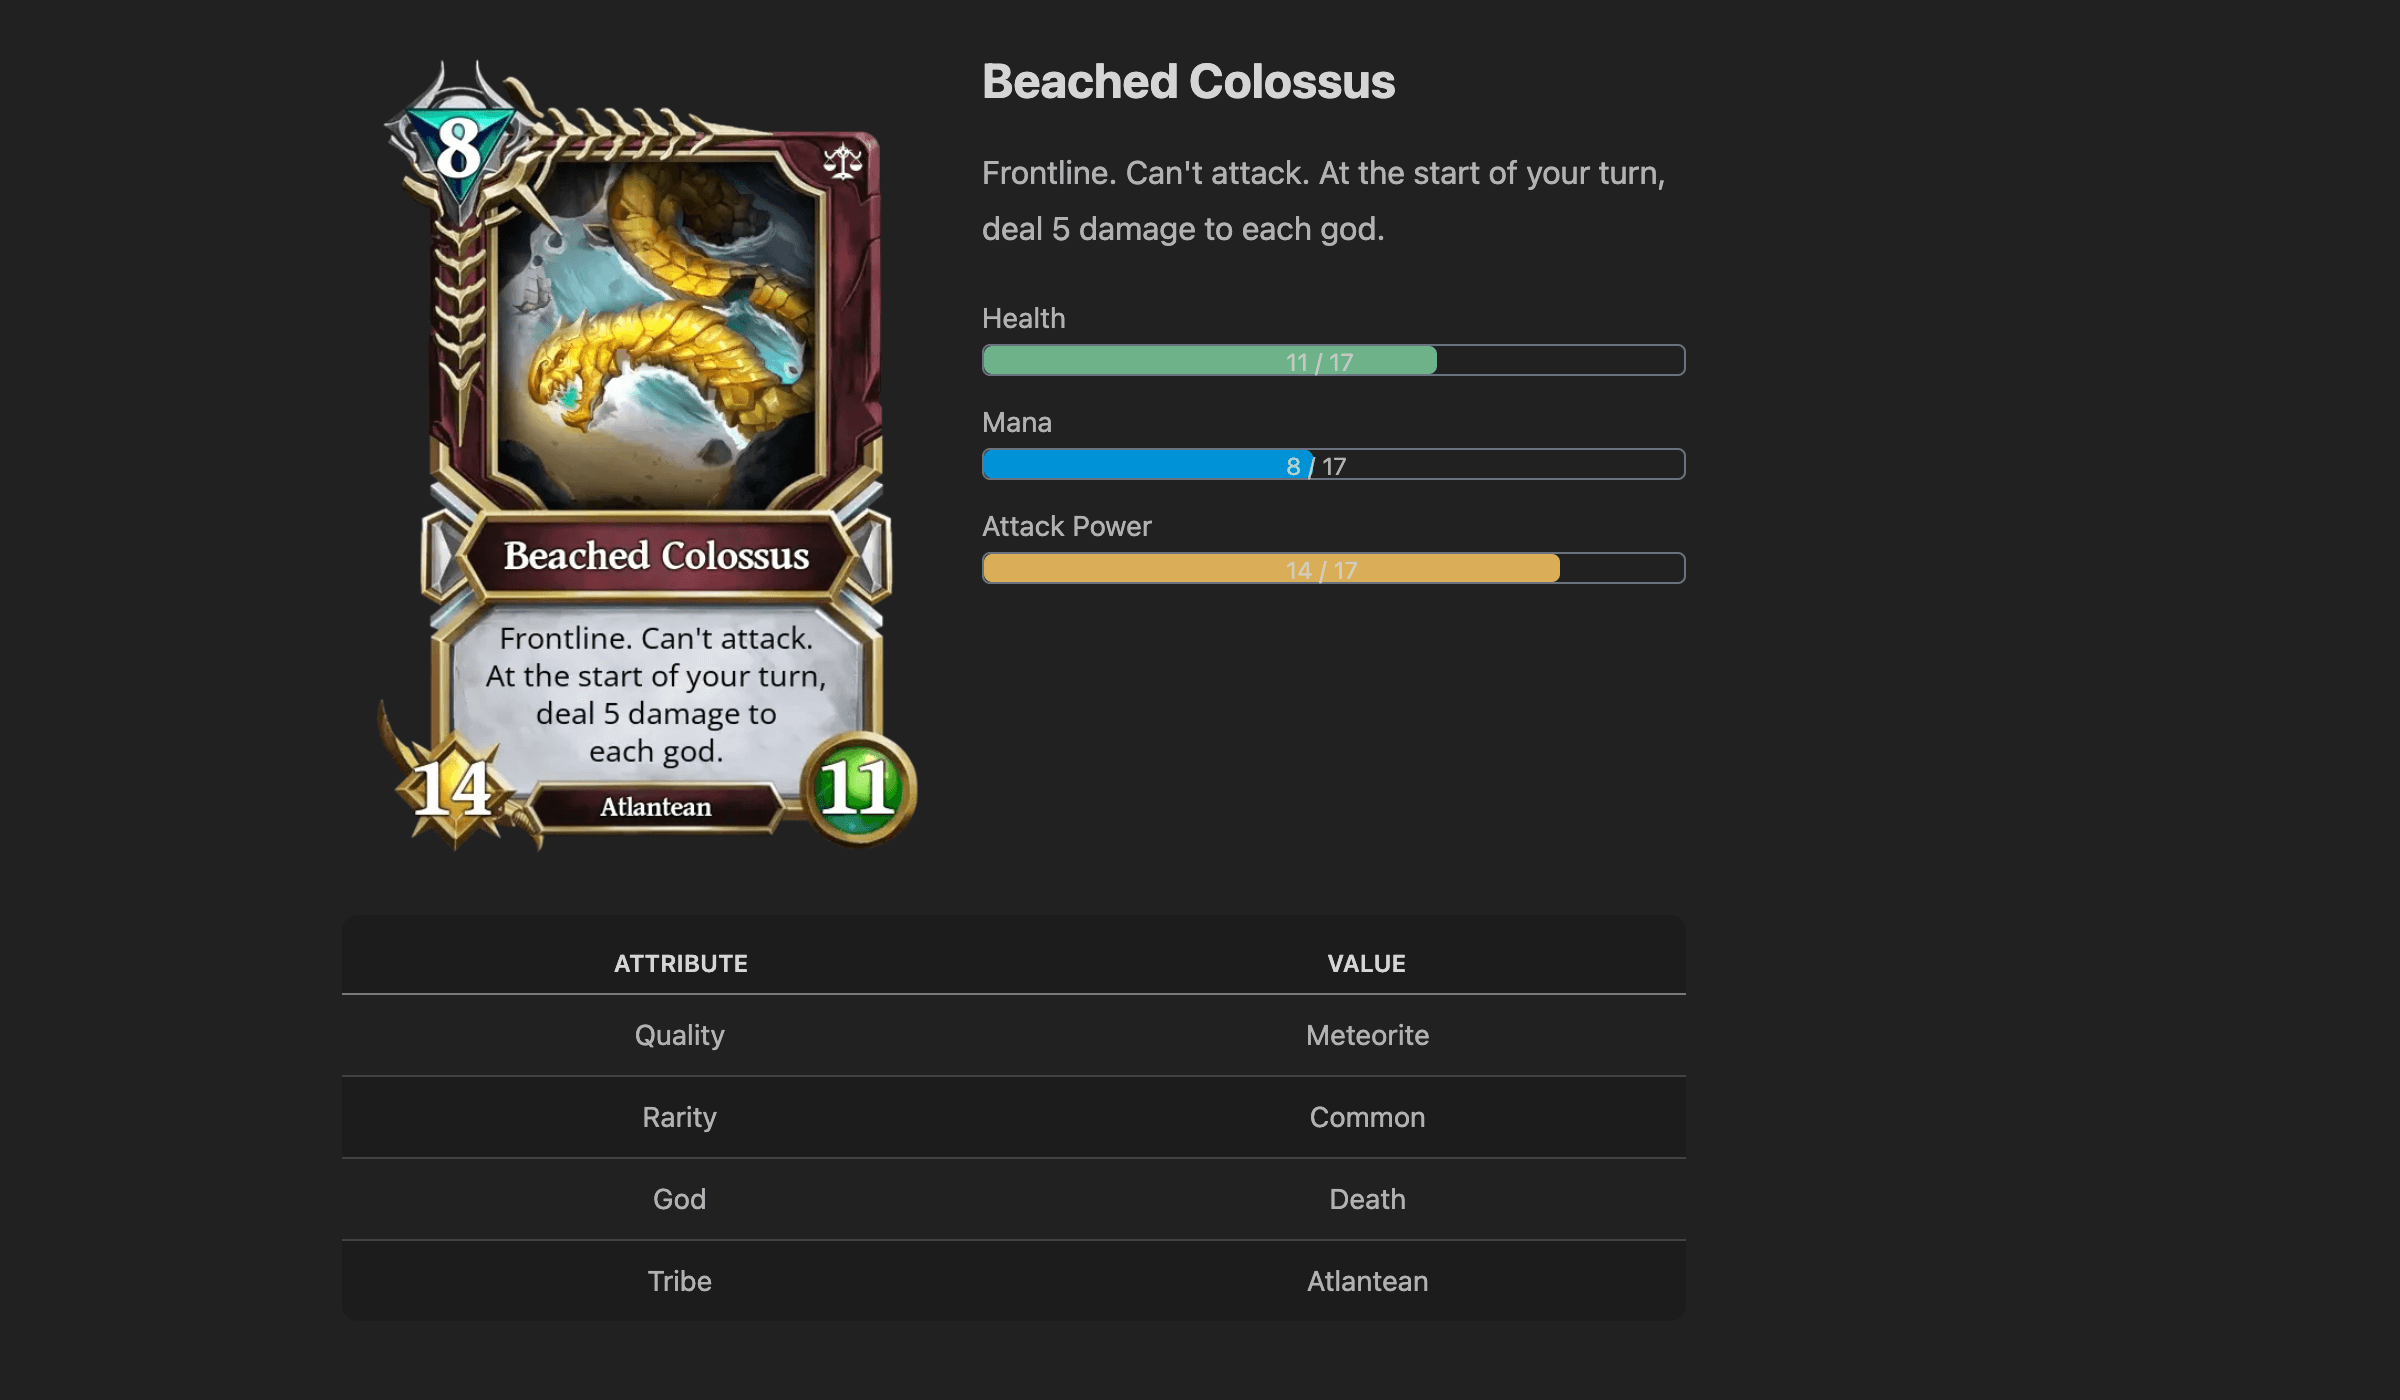 8
Beached Colossus
Frontline. Can't attack.
At the start of your turn,
deal 5 damage to
each god.
14
Atlantean
11
Beached Colossus
Frontline. Can't attack. At the start of your turn,
deal 5 damage to each god.
Health
11 / 17
Mana
8 / 17
Attack Power
14 / 17
ATTRIBUTE VALUE
Quality Meteorite
Rarity Common
God Death
Tribe Atlantean